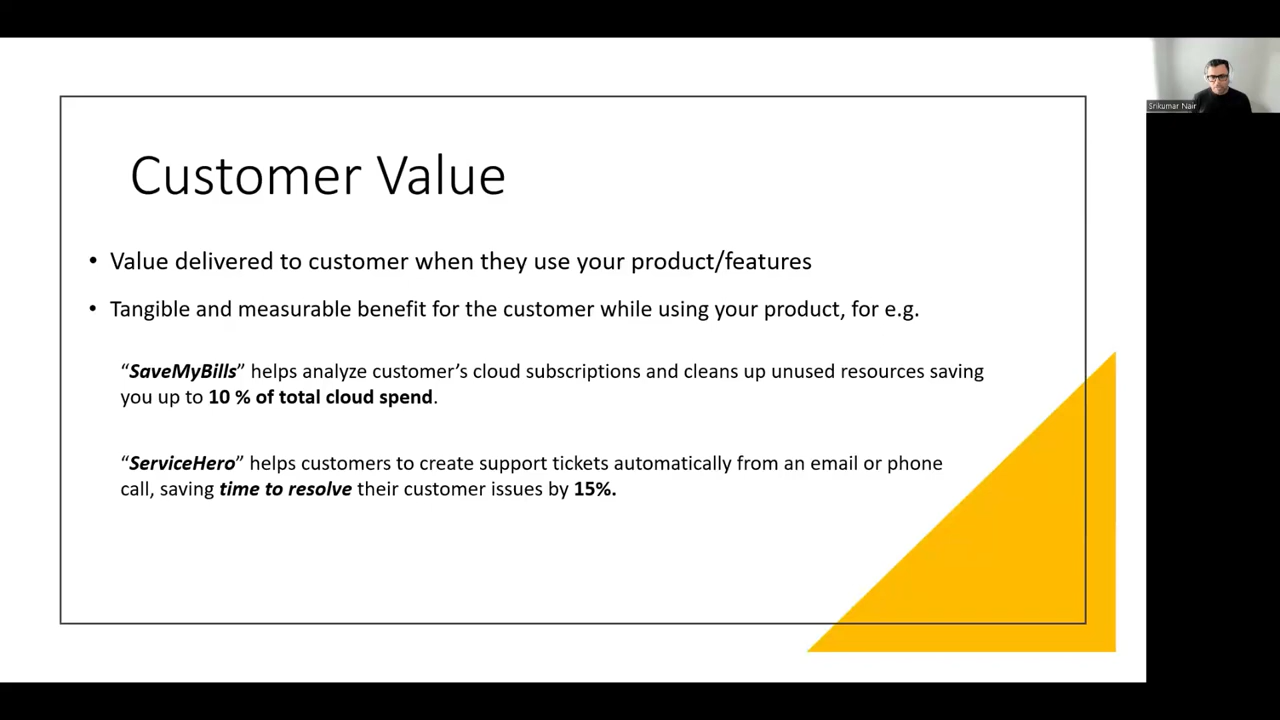 Customer Value
• Value delivered to customer when they use your product/features
• Tangible and measurable benefit for the customer while using your product, for e.g.
“SaveMyBills” helps analyze customer’s cloud subscriptions and cleans up unused resources saving
you up to 10 % of total cloud spend.
“ServiceHero” helps customers to create support tickets automatically from an email or phone
call, saving time to resolve their customer issues by 15%.
Srikumar Nair